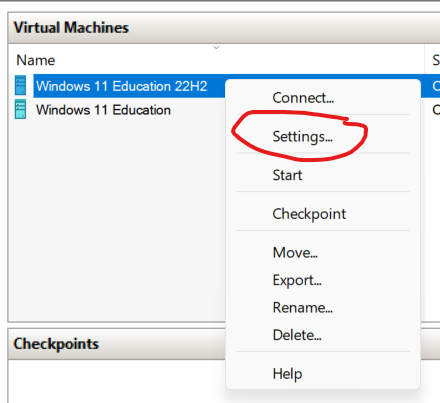 Virtual Machines
Name
Windows 11 Education 22H2
Windows 11 Education
Connect...
Settings...
Start
Checkpoint
Move...
Export...
Rename...
Delete...
Help
Checkpoints